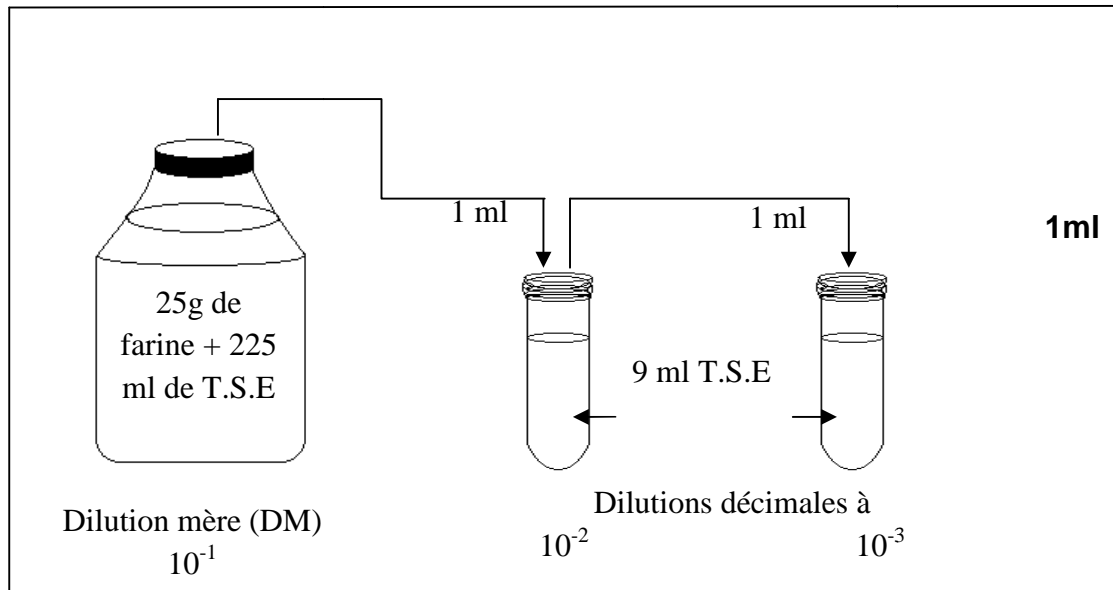 1 ml
1 ml
1ml
25g de
farine + 225
ml de T.S.E
9 ml T.S.E
Dilution mère (DM)
10⁻¹
Dilutions décimales à
10⁻²
10⁻³